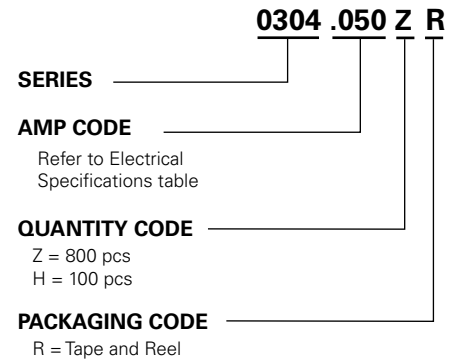 0304 .050 Z R
SERIES
AMP CODE
Refer to Electrical
Specifications table
QUANTITY CODE
Z = 800 pcs
H = 100 pcs
PACKAGING CODE
R = Tape and Reel